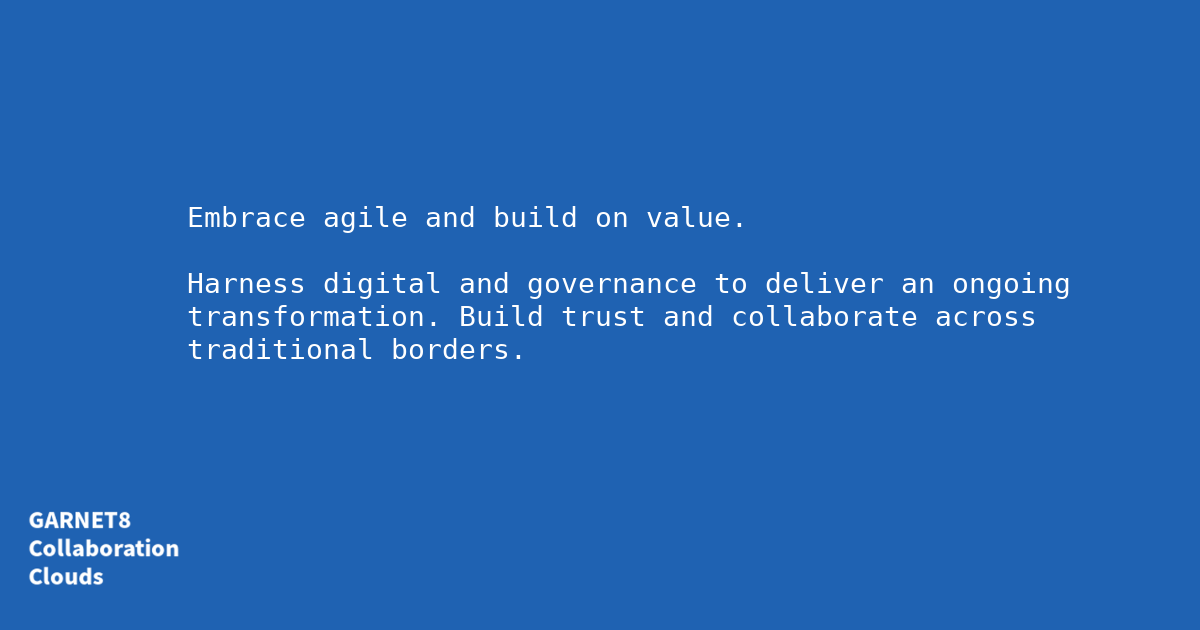 Embrace agile and build on value.
Harness digital and governance to deliver an ongoing
transformation. Build trust and collaborate across
traditional borders.
GARNET8
Collaboration
Clouds